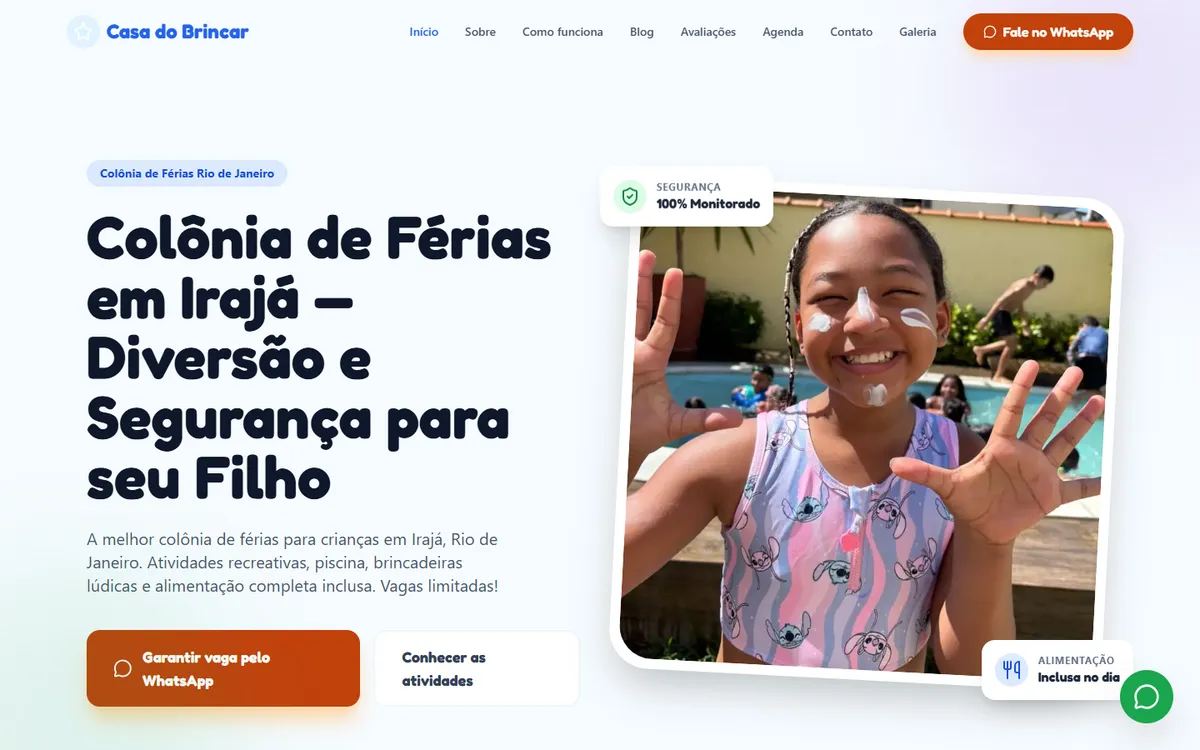 Casa do Brincar
Início
Sobre
Como funciona
Blog
Avaliações
Agenda
Contato
Galeria
Fale no WhatsApp
Colônia de Férias Rio de Janeiro
Colônia de Férias
em Irajá —
Diversão e
Segurança para
seu Filho
A melhor colônia de férias para crianças em Irajá, Rio de
Janeiro. Atividades recreativas, piscina, brincadeiras
lúdicas e alimentação completa inclusa. Vagas limitadas!
Garantir vaga pelo
WhatsApp
Conhecer as
atividades
SEGURANÇA
100% Monitorado
ALIMENTAÇÃO
Inclusa no dia